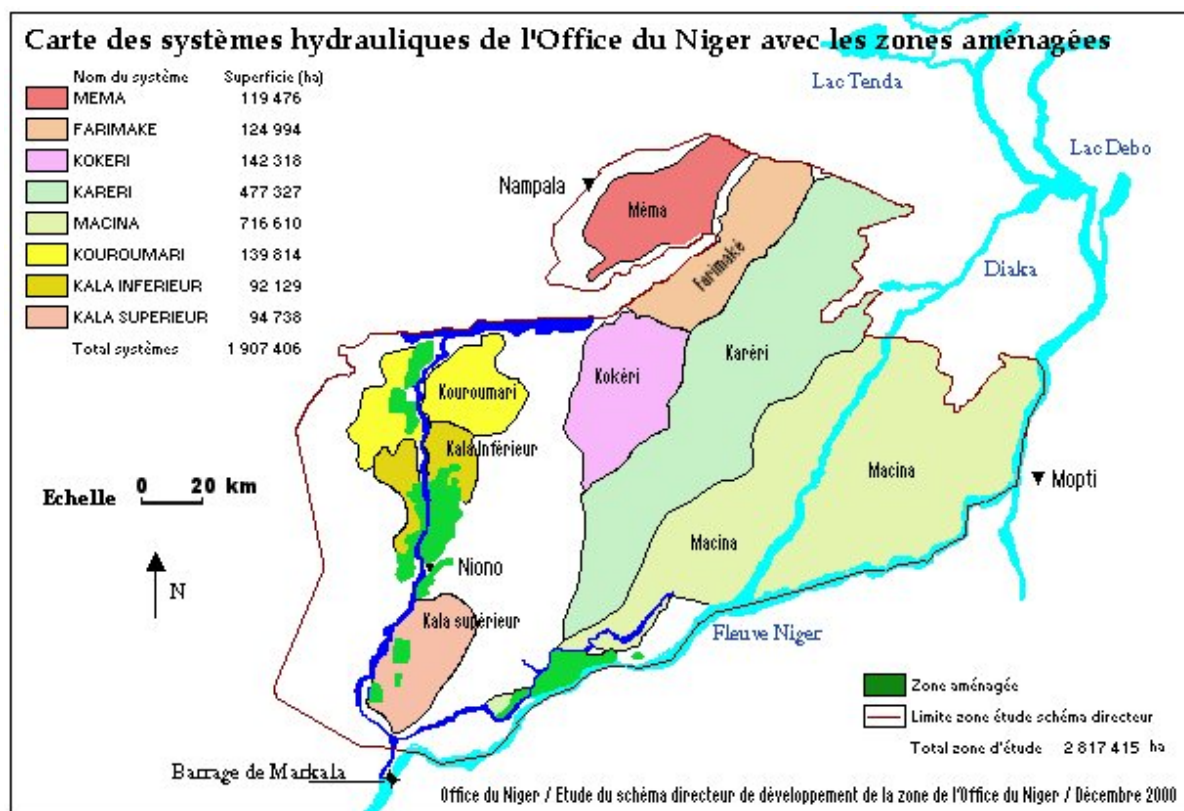 Carte des systèmes hydrauliques de l'Office du Niger avec les zones aménagées
Nom du système Superficie (ha)
MEMA 119 476
FARIMAKE 124 994
KOKERI 142 318
KARERI 477 327
MACINA 716 610
KOUROUMARI 139 814
KALA INFERIEUR 92 129
KALA SUPERIEUR 94 738
Total systèmes 1 907 406
Lac Tenda
Lac Debo
Nampala
Méma
Farimaké
Diaka
Kokéri
Karéri
Kouroumari
Kala Inférieur
Macina
Mopti
Echelle 0 20 km
Macina
N
Niono
Kala supérieur
Fleuve Niger
Zone aménagée
Limite zone étude schéma directeur
Total zone d'étude 2 817 415 ha
Barrage de Markala
Office du Niger / Etude du schéma directeur de développement de la zone de l'Office du Niger / Décembre 2000